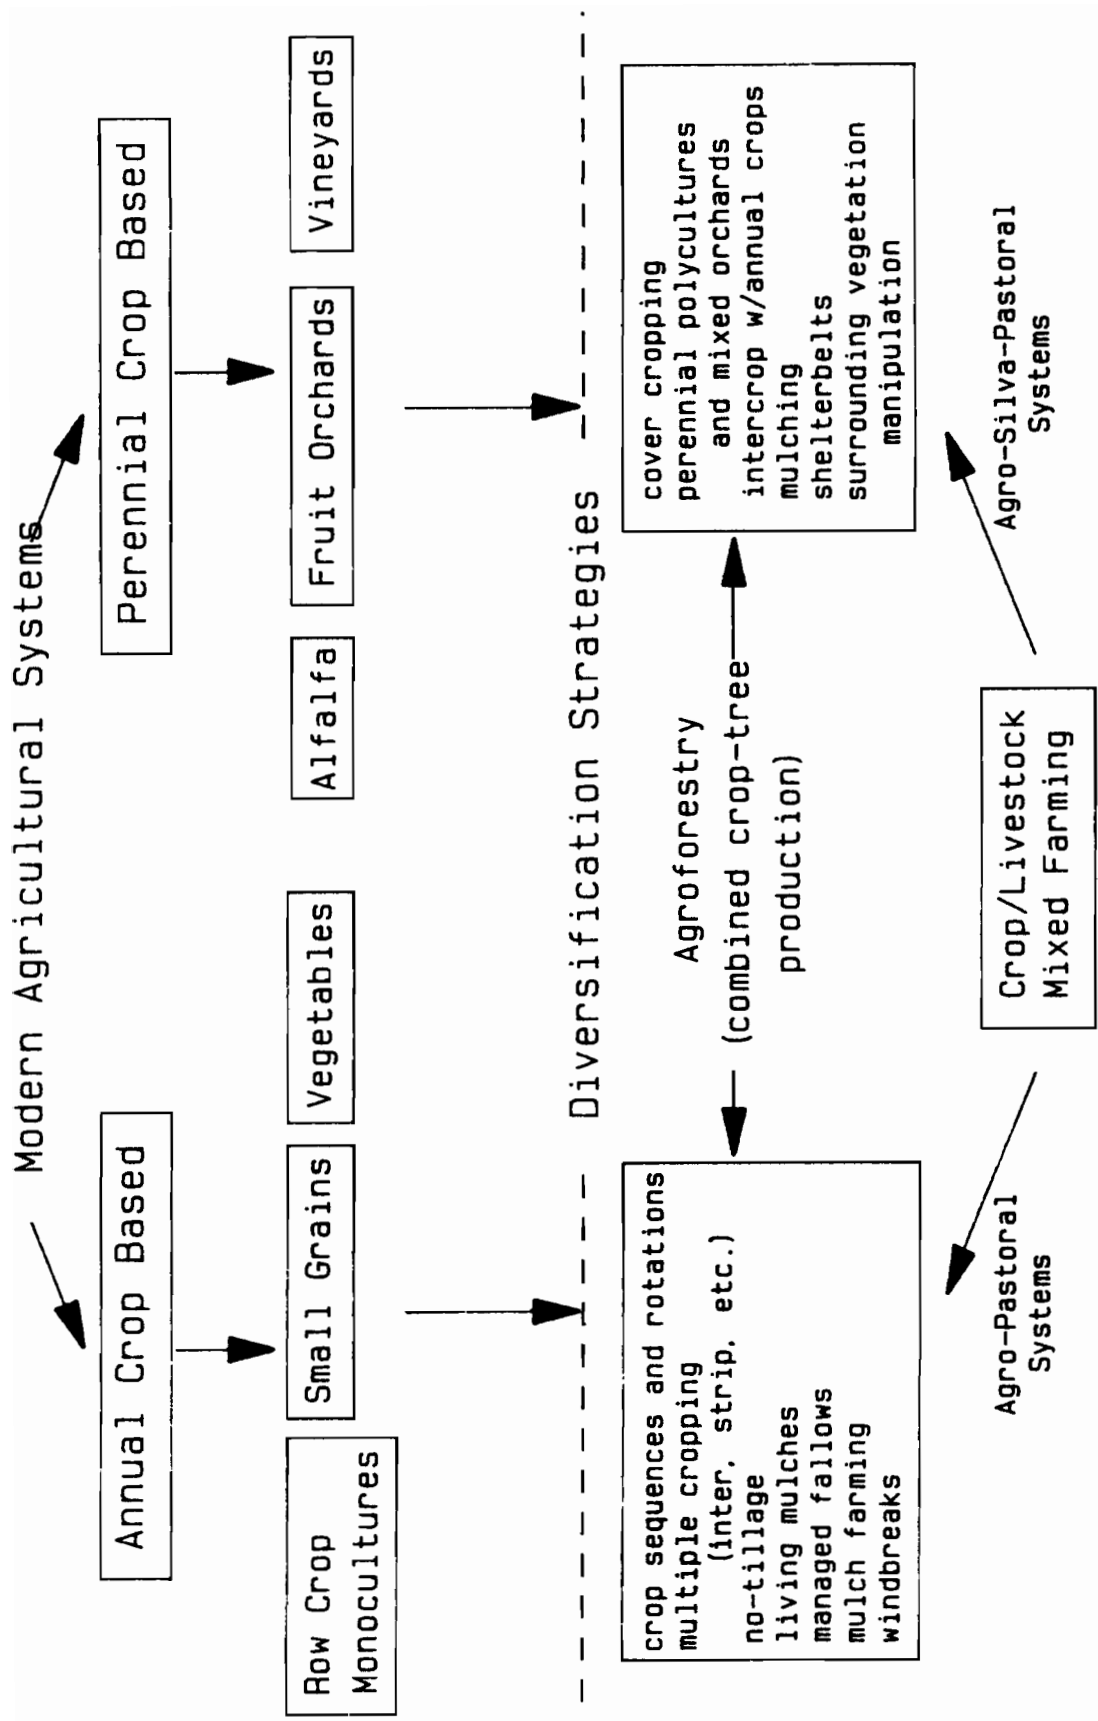 Modern Agricultural Systems
Annual Crop Based
Perennial Crop Based
Row Crop
Monocultures
Small Grains
Vegetables
Alfalfa
Fruit Orchards
Vineyards
Diversification Strategies
crop sequences and rotations
multiple cropping
(inter, strip, etc.)
no-tillage
living mulches
managed fallows
mulch farming
windbreaks
Agroforestry
(combined crop-tree
production)
cover cropping
perennial polycultures
and mixed orchards
intercrop w/annual crops
mulching
shelterbelts
surrounding vegetation
manipulation
Agro-Pastoral
Systems
Crop/Livestock
Mixed Farming
Agro-Silva-Pastoral
Systems